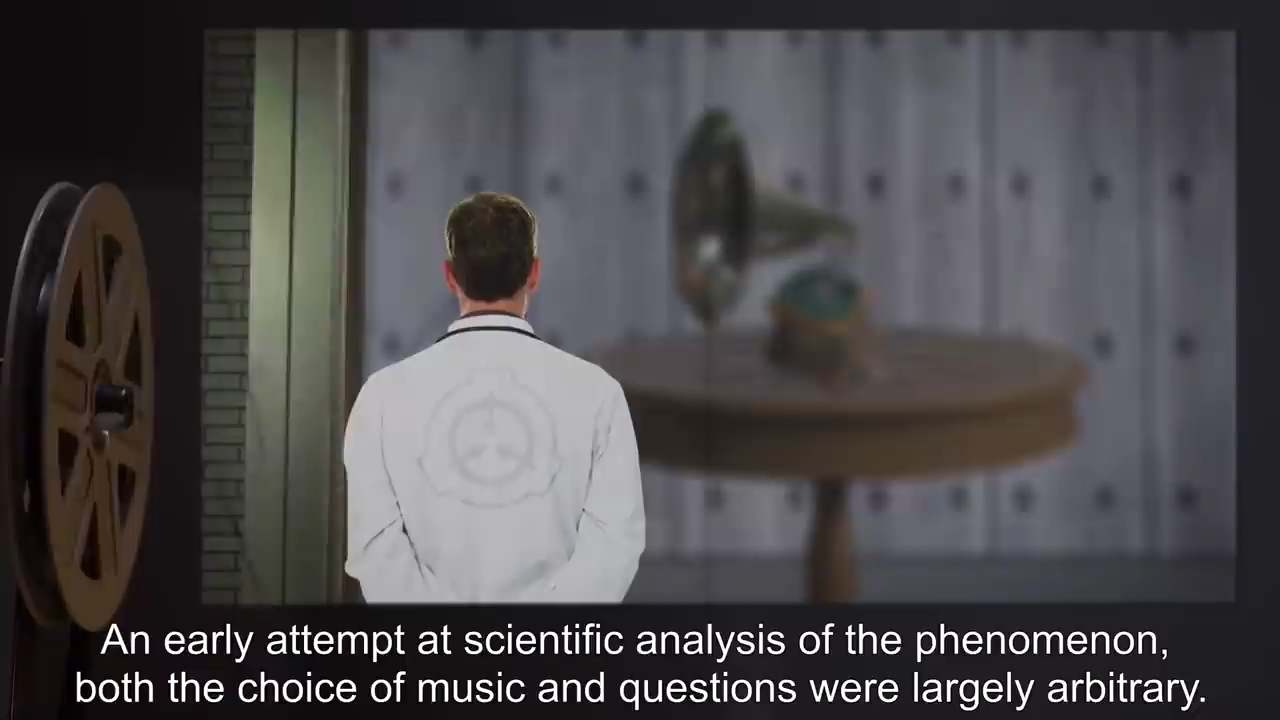 An early attempt at scientific analysis of the phenomenon,
both the choice of music and questions were largely arbitrary.